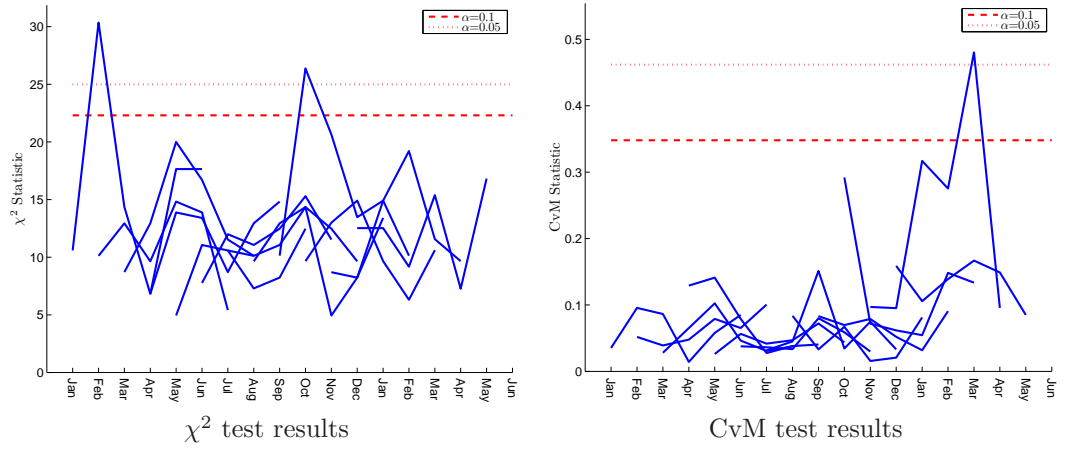 α=0.1
α=0.05
30
25
20
15
10
5
0
χ² Statistic
Jan Feb Mar Apr May Jun Jul Aug Sep Oct Nov Dec Jan Feb Mar Apr May Jun
χ² test results
α=0.1
α=0.05
0.5
0.4
0.3
0.2
0.1
0
CvM Statistic
Jan Feb Mar Apr May Jun Jul Aug Sep Oct Nov Dec Jan Feb Mar Apr May Jun
CvM test results